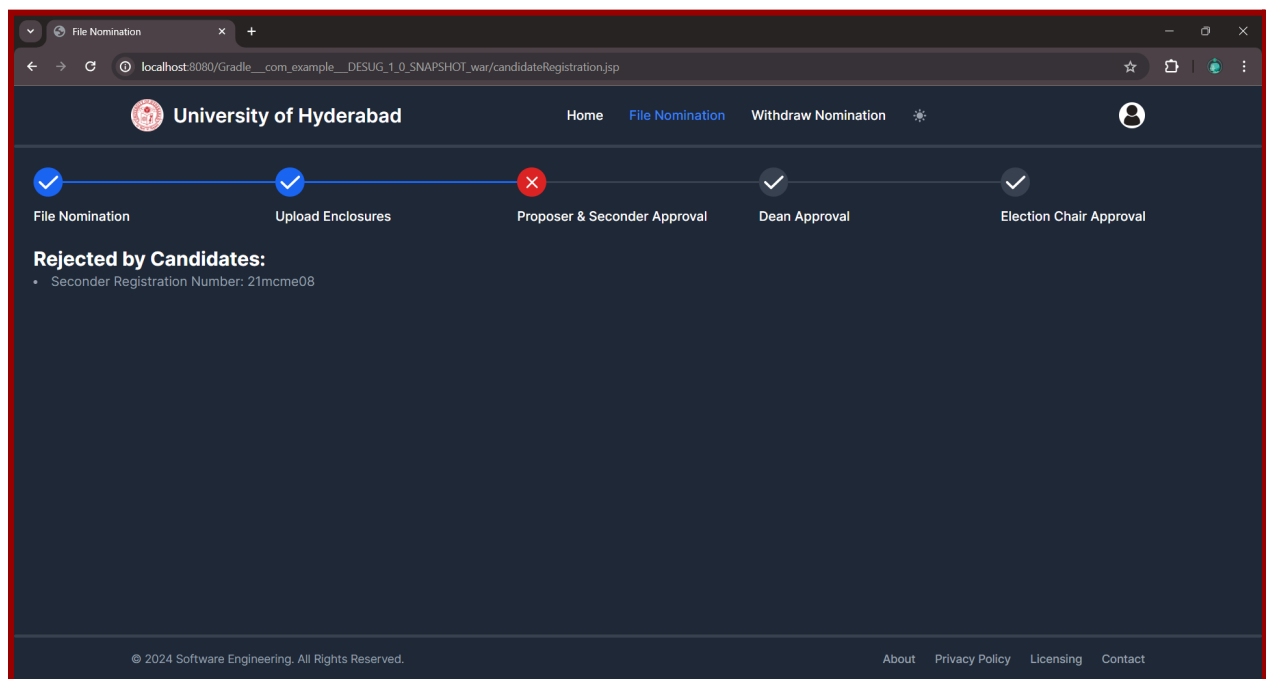 File Nomination
localhost:8080/Gradle___com_example___DESUG_1_0_SNAPSHOT_war/candidateRegistration.jsp
University of Hyderabad Home File Nomination Withdraw Nomination
File Nomination Upload Enclosures Proposer & Seconder Approval Dean Approval Election Chair Approval
Rejected by Candidates:
• Seconder Registration Number: 21mcme08
© 2024 Software Engineering. All Rights Reserved. About Privacy Policy Licensing Contact